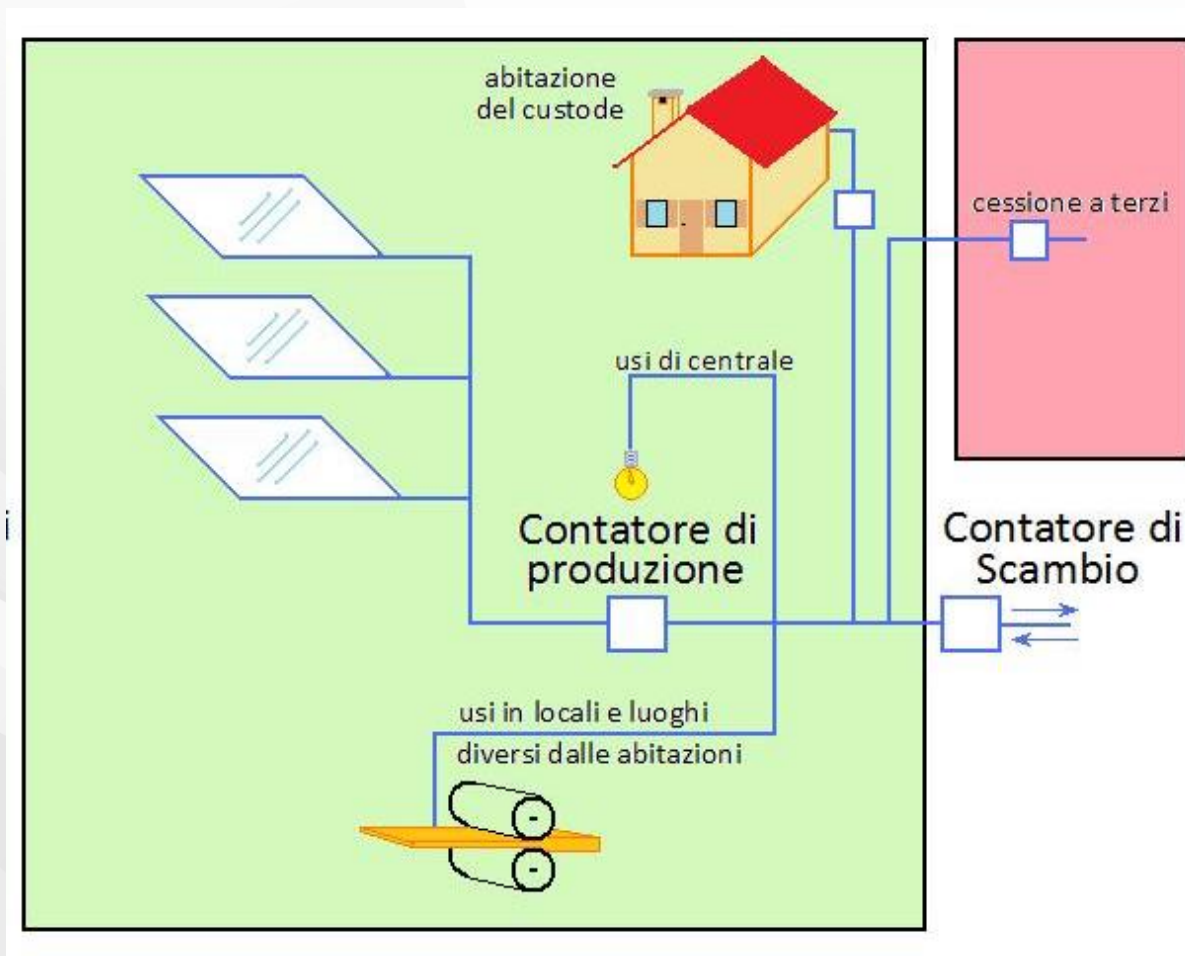 abitazione
del custode
cessione a terzi
usi di centrale
Contatore di
produzione
Contatore di
Scambio
usi in locali e luoghi
diversi dalle abitazioni